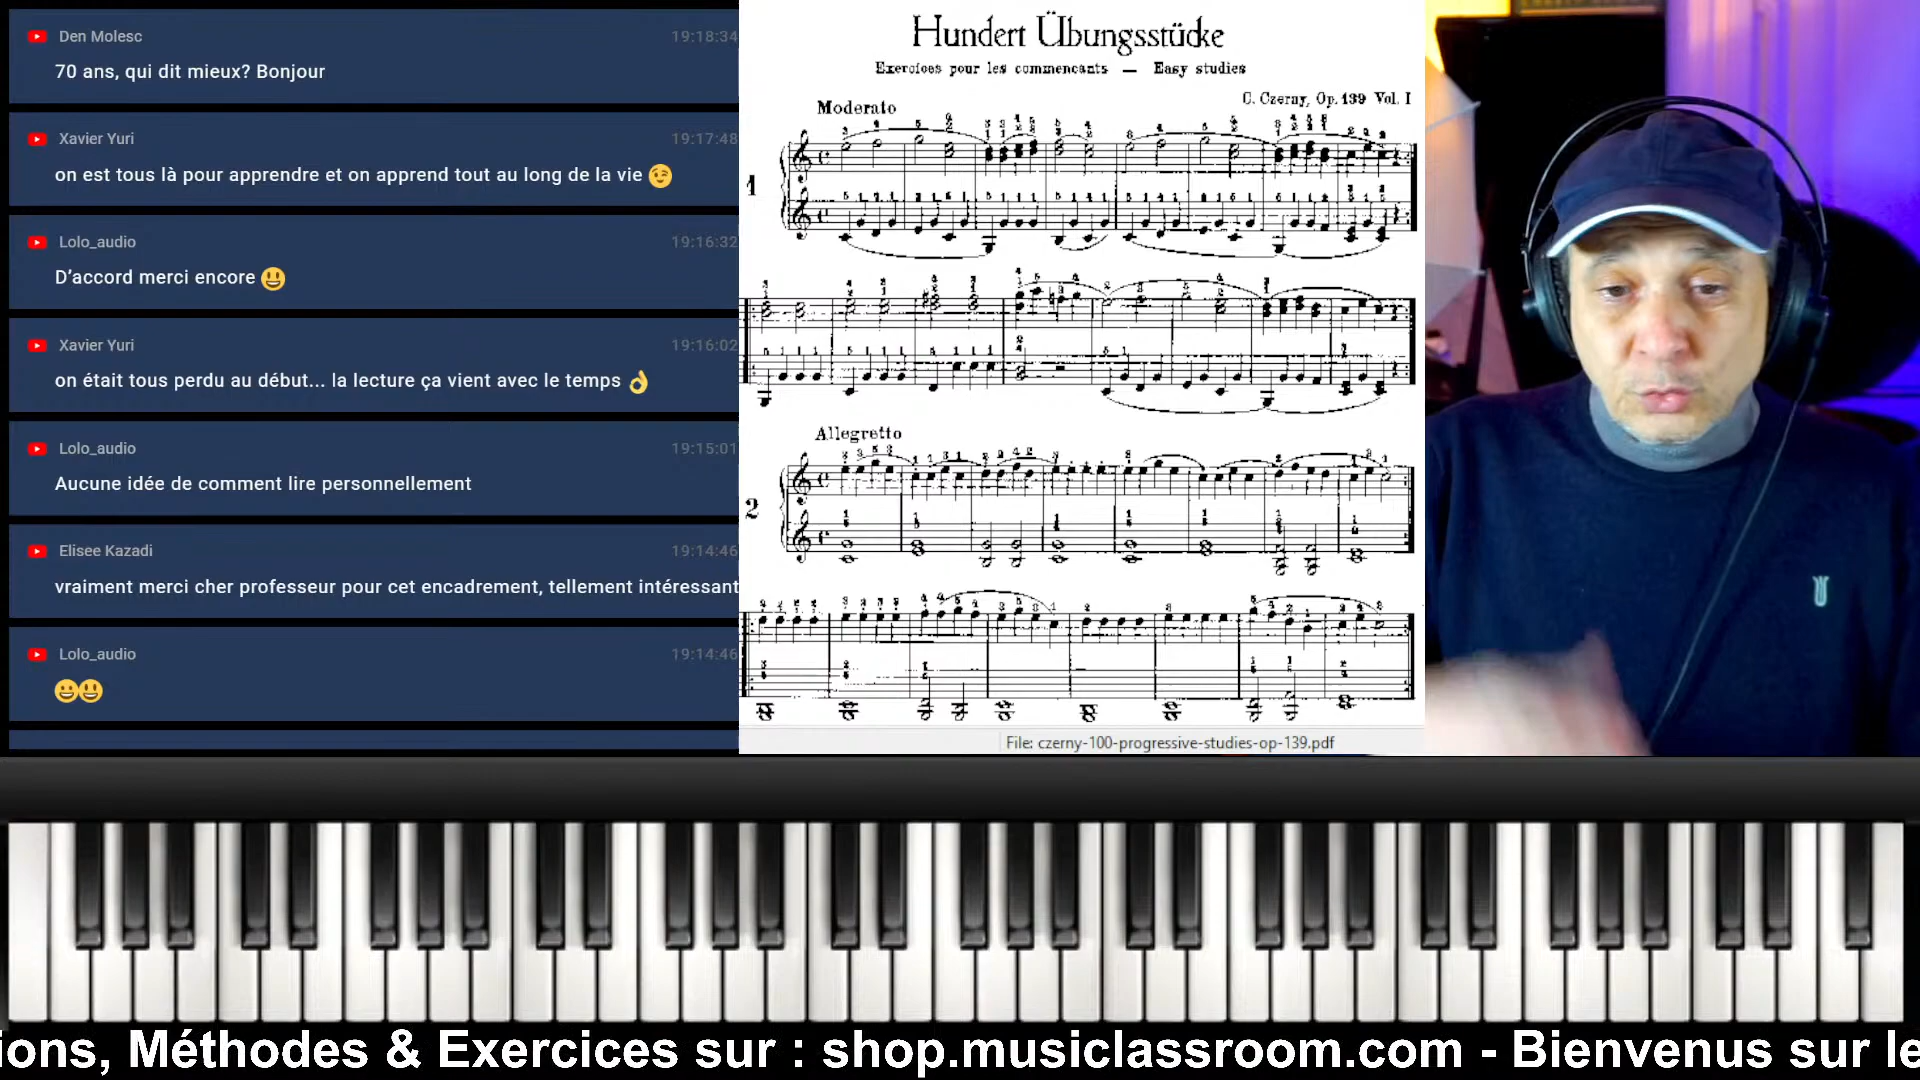 Den Molesc 19:18:34
70 ans, qui dit mieux? Bonjour
Xavier Yuri 19:17:48
on est tous là pour apprendre et on apprend tout au long de la vie 😉
Lolo_audio 19:16:32
D’accord merci encore 😃
Xavier Yuri 19:16:02
on était tous perdu au début... la lecture ça vient avec le temps 👌
Lolo_audio 19:15:01
Aucune idée de comment lire personnellement
Elisee Kazadi 19:14:46
vraiment merci cher professeur pour cet encadrement, tellement intéressant
Lolo_audio 19:14:46
😀😃
Hundert Übungsstücke
Exercices pour les commencants — Easy studies
C. Czerny, Op. 139 Vol. I
Moderato
1
Allegretto
2
File: czerny-100-progressive-studies-op-139.pdf
ions, Méthodes & Exercices sur : shop.musiclassroom.com - Bienvenus sur le